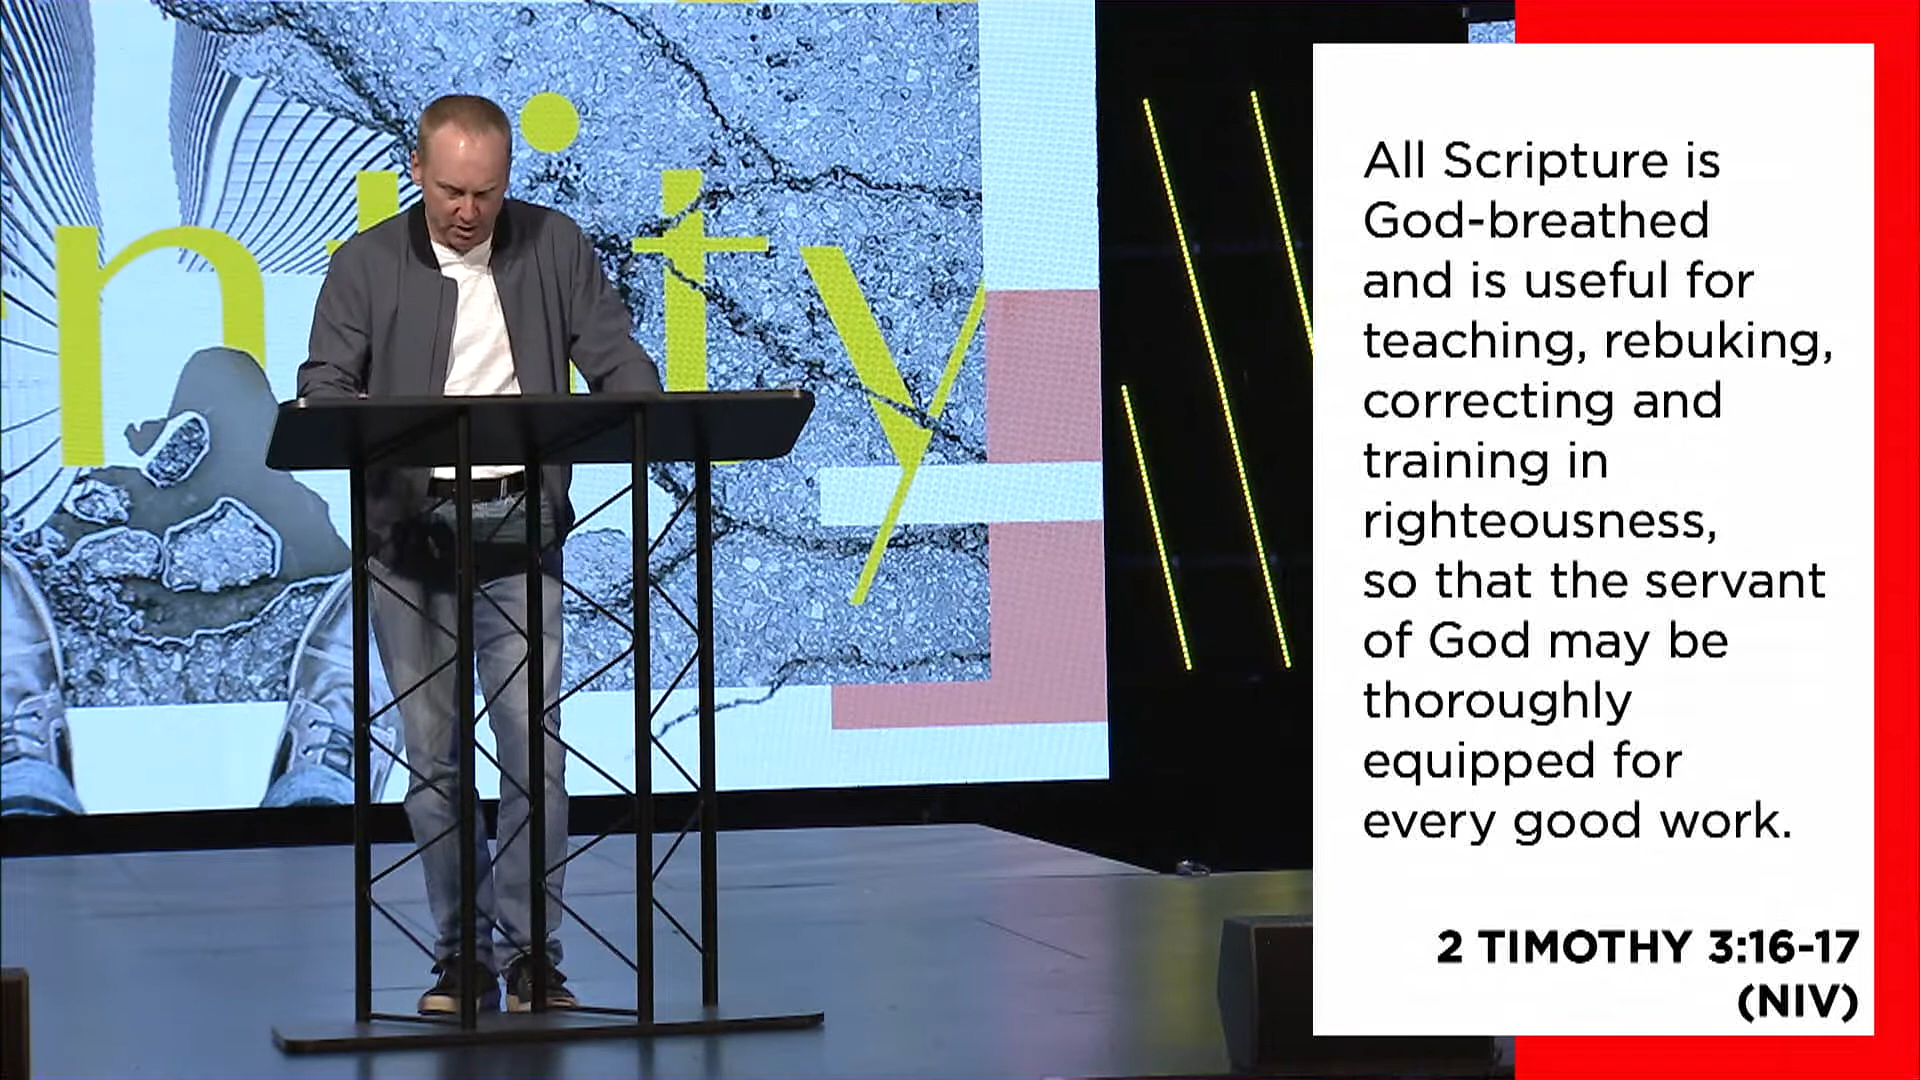 ntity
All Scripture is
God-breathed
and is useful for
teaching, rebuking,
correcting and
training in
righteousness,
so that the servant
of God may be
thoroughly
equipped for
every good work.
2 TIMOTHY 3:16-17
(NIV)